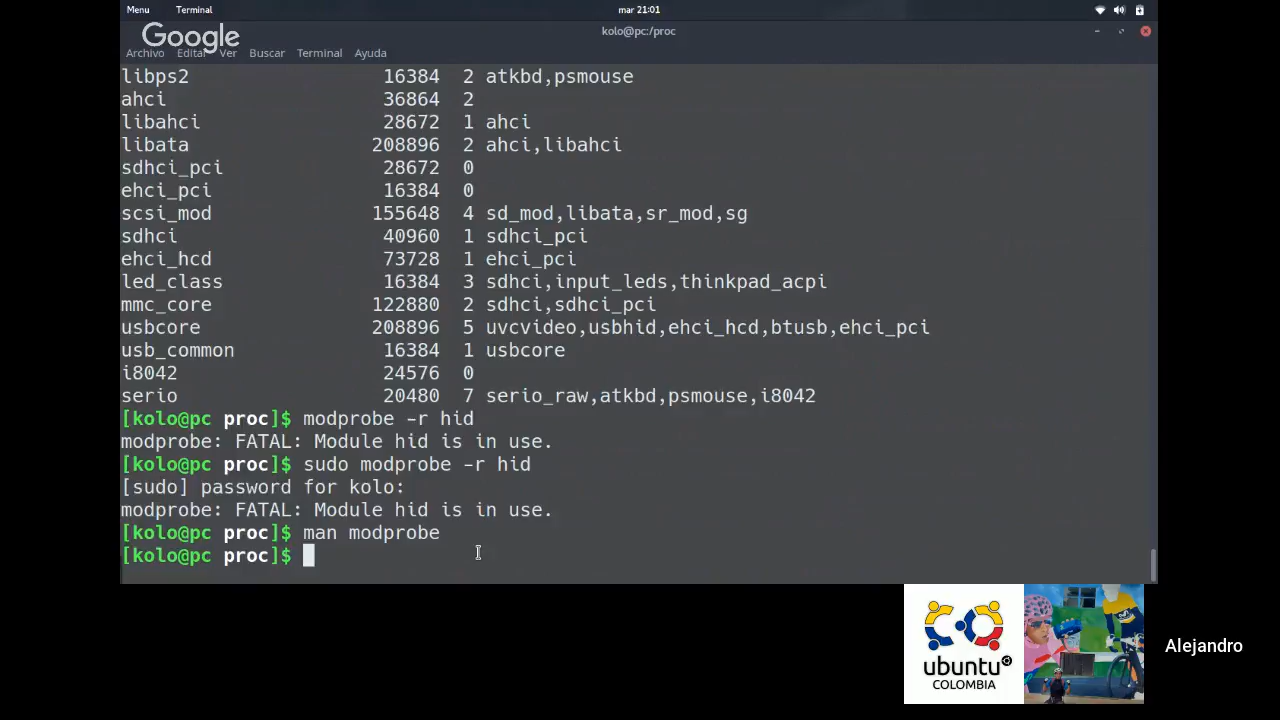 Menu Terminal mar 21:01
kolo@pc:/proc
Google
Archivo Editar Ver Buscar Terminal Ayuda
libps2 16384 2 atkbd,psmouse
ahci 36864 2
libahci 28672 1 ahci
libata 208896 2 ahci,libahci
sdhci_pci 28672 0
ehci_pci 16384 0
scsi_mod 155648 4 sd_mod,libata,sr_mod,sg
sdhci 40960 1 sdhci_pci
ehci_hcd 73728 1 ehci_pci
led_class 16384 3 sdhci,input_leds,thinkpad_acpi
mmc_core 122880 2 sdhci,sdhci_pci
usbcore 208896 5 uvcvideo,usbhid,ehci_hcd,btusb,ehci_pci
usb_common 16384 1 usbcore
i8042 24576 0
serio 20480 7 serio_raw,atkbd,psmouse,i8042
[kolo@pc proc]$ modprobe -r hid
modprobe: FATAL: Module hid is in use.
[kolo@pc proc]$ sudo modprobe -r hid
[sudo] password for kolo:
modprobe: FATAL: Module hid is in use.
[kolo@pc proc]$ man modprobe
[kolo@pc proc]$
ubuntu
COLOMBIA
Alejandro